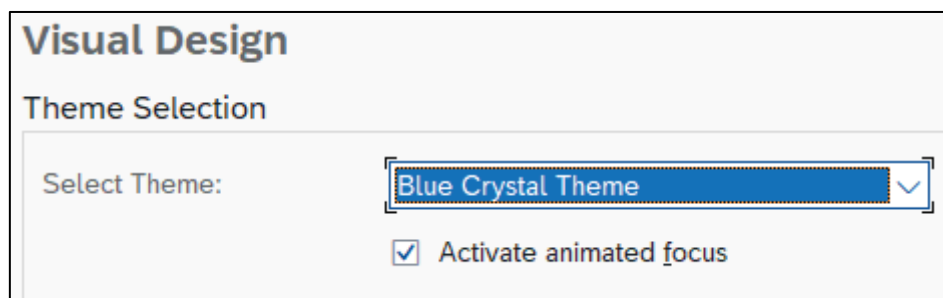 Visual Design
Theme Selection
Select Theme: Blue Crystal Theme
Activate animated focus